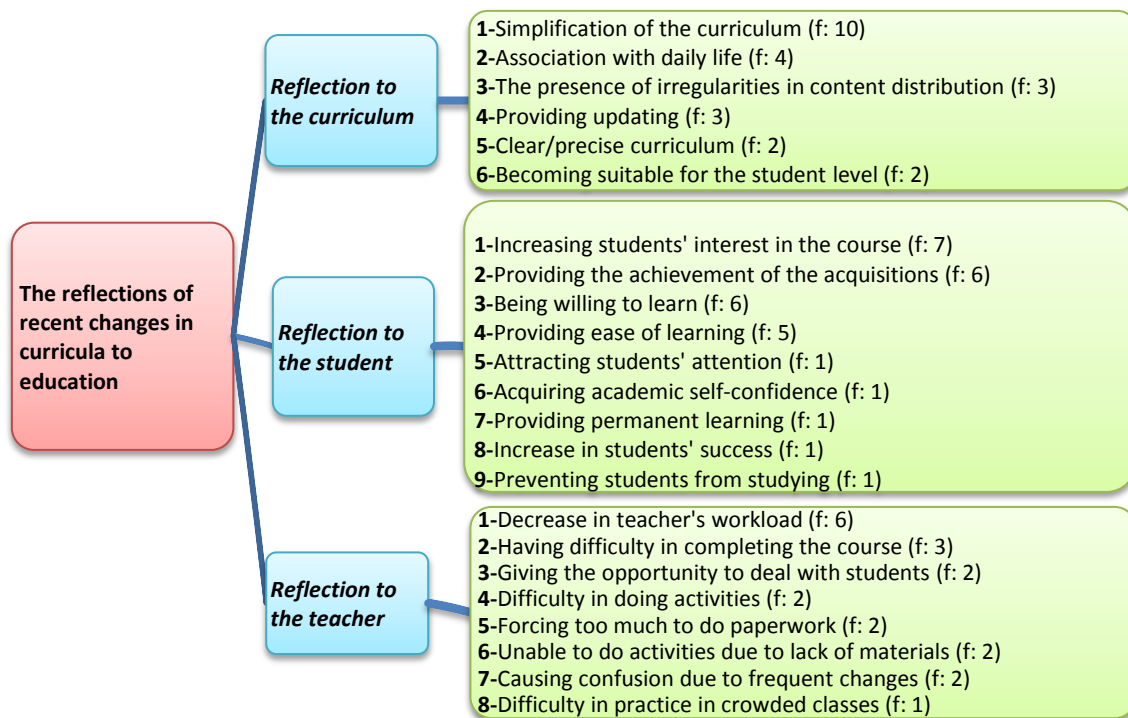 The reflections of
recent changes in
curricula to
education
Reflection to
the curriculum
1-Simplification of the curriculum (f: 10)
2-Association with daily life (f: 4)
3-The presence of irregularities in content distribution (f: 3)
4-Providing updating (f: 3)
5-Clear/precise curriculum (f: 2)
6-Becoming suitable for the student level (f: 2)
Reflection to
the student
1-Increasing students' interest in the course (f: 7)
2-Providing the achievement of the acquisitions (f: 6)
3-Being willing to learn (f: 6)
4-Providing ease of learning (f: 5)
5-Attracting students' attention (f: 1)
6-Acquiring academic self-confidence (f: 1)
7-Providing permanent learning (f: 1)
8-Increase in students' success (f: 1)
9-Preventing students from studying (f: 1)
Reflection to
the teacher
1-Decrease in teacher's workload (f: 6)
2-Having difficulty in completing the course (f: 3)
3-Giving the opportunity to deal with students (f: 2)
4-Difficulty in doing activities (f: 2)
5-Forcing too much to do paperwork (f: 2)
6-Unable to do activities due to lack of materials (f: 2)
7-Causing confusion due to frequent changes (f: 2)
8-Difficulty in practice in crowded classes (f: 1)